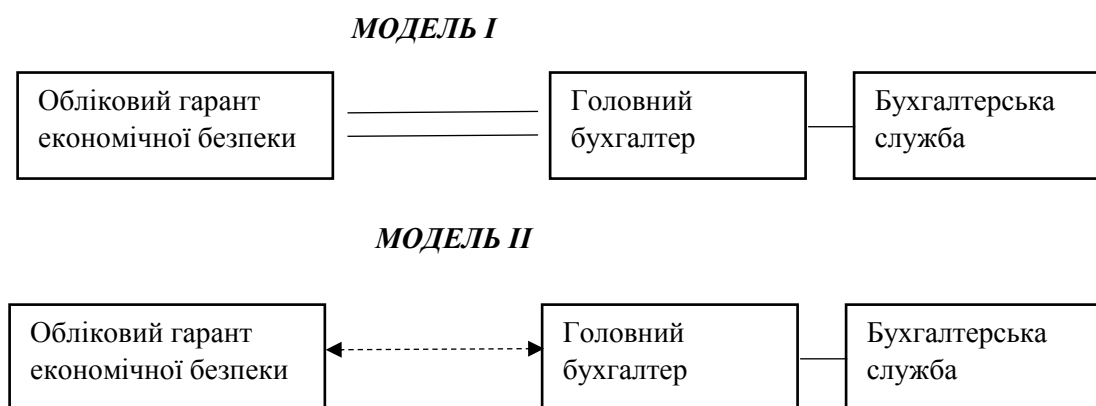 МОДЕЛЬ І
Обліковий гарант
економічної безпеки
Головний
бухгалтер
Бухгалтерська
служба
МОДЕЛЬ ІІ
Обліковий гарант
економічної безпеки
Головний
бухгалтер
Бухгалтерська
служба